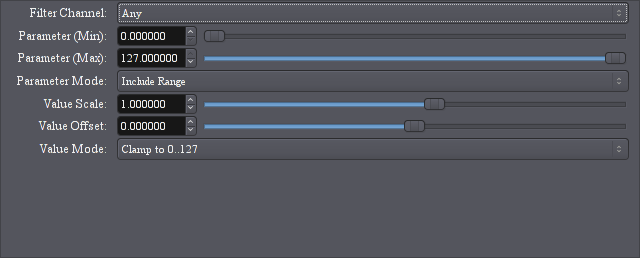 Filter Channel: Any
Parameter (Min): 0.000000
Parameter (Max): 127.000000
Parameter Mode: Include Range
Value Scale: 1.000000
Value Offset: 0.000000
Value Mode: Clamp to 0..127